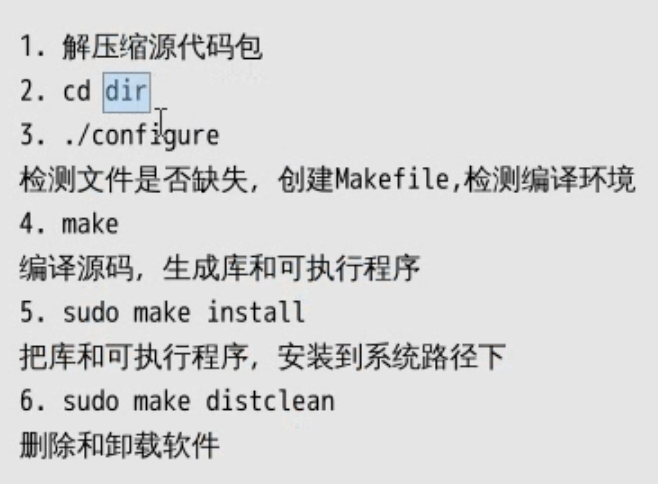 1. 解压缩源代码包
2. cd dir
3. ./configure
检测文件是否缺失, 创建Makefile,检测编译环境
4. make
编译源码, 生成库和可执行程序
5. sudo make install
把库和可执行程序, 安装到系统路径下
6. sudo make distclean
删除和卸载软件